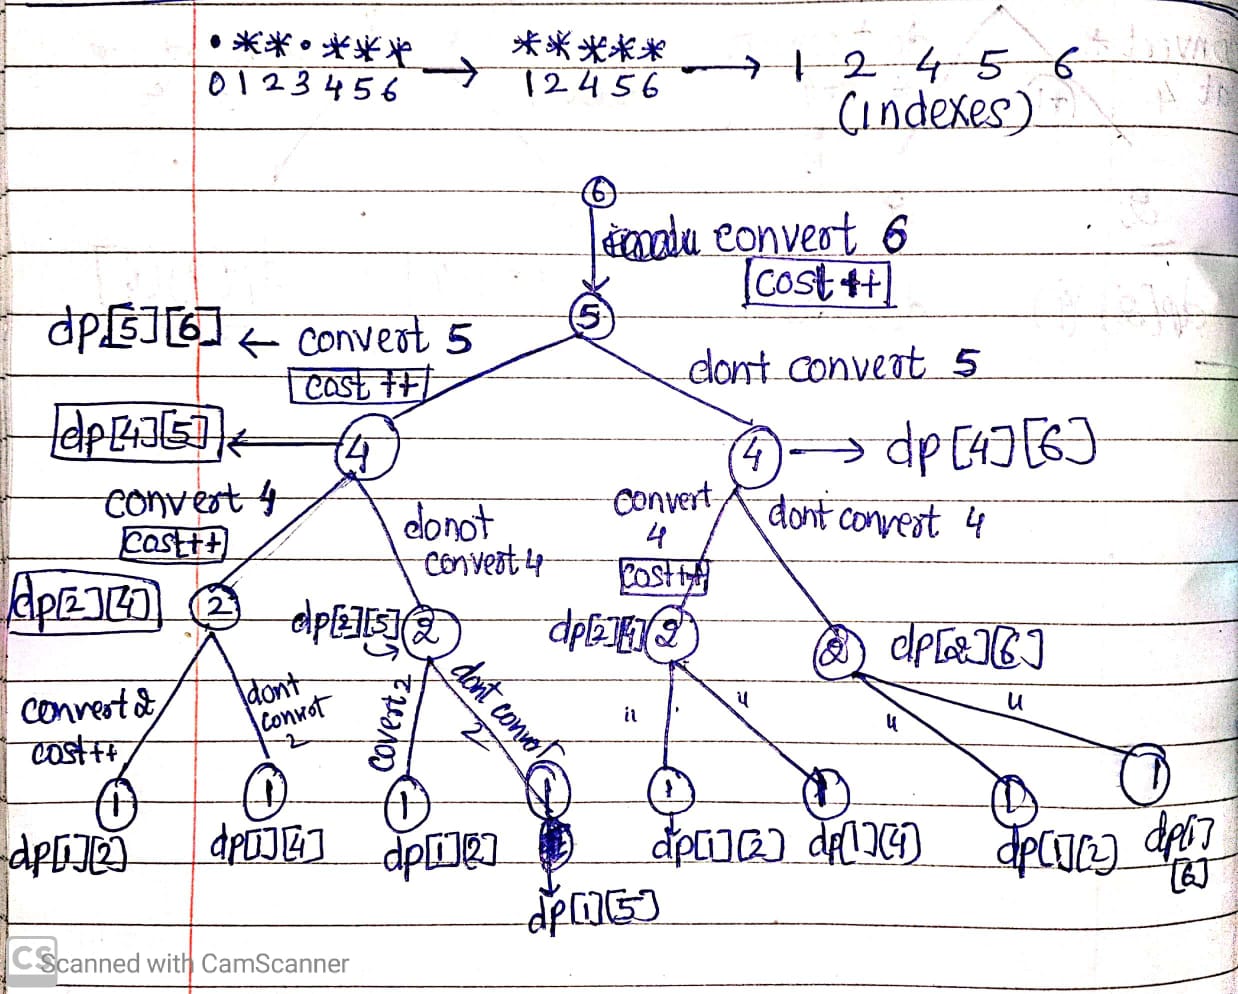 •**•*** → ***** → 1 2 4 5 6
0123456 12456 (indexes)
6
convert 6
cost ++
5
dp[5][6] ← convert 5
dont convert 5
cost ++
dp[4][5] ← 4
4 → dp[4][6]
convert 4
cost++
donot
convert 4
convert
4
cost++
dont convert 4
dp[2][4] 2
dp[2][5] 2
dp[2][4] 2
2 dp[2][6]
convert 2
cost++
dont
convot
2
covert 2
dont convot
2
"
"
"
"
1 1 1 1 1 1 1 1
dp[1][2] dp[1][4] dp[1][2] dp[1][5] dp[1][2] dp[1][4] dp[1][2] dp[1]
[6]
CS Scanned with CamScanner